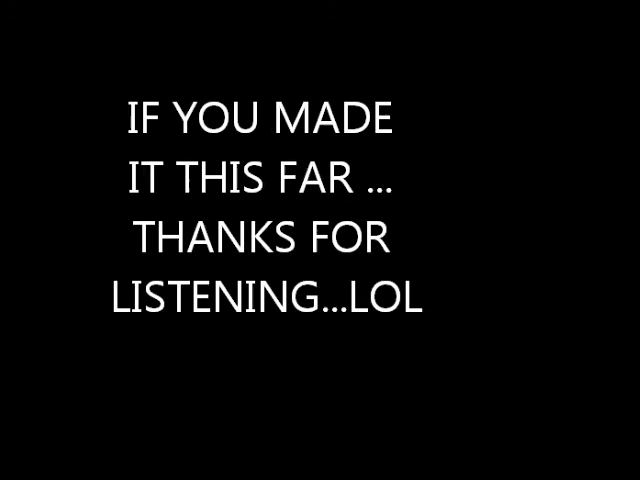 IF YOU MADE
IT THIS FAR ...
THANKS FOR
LISTENING...LOL